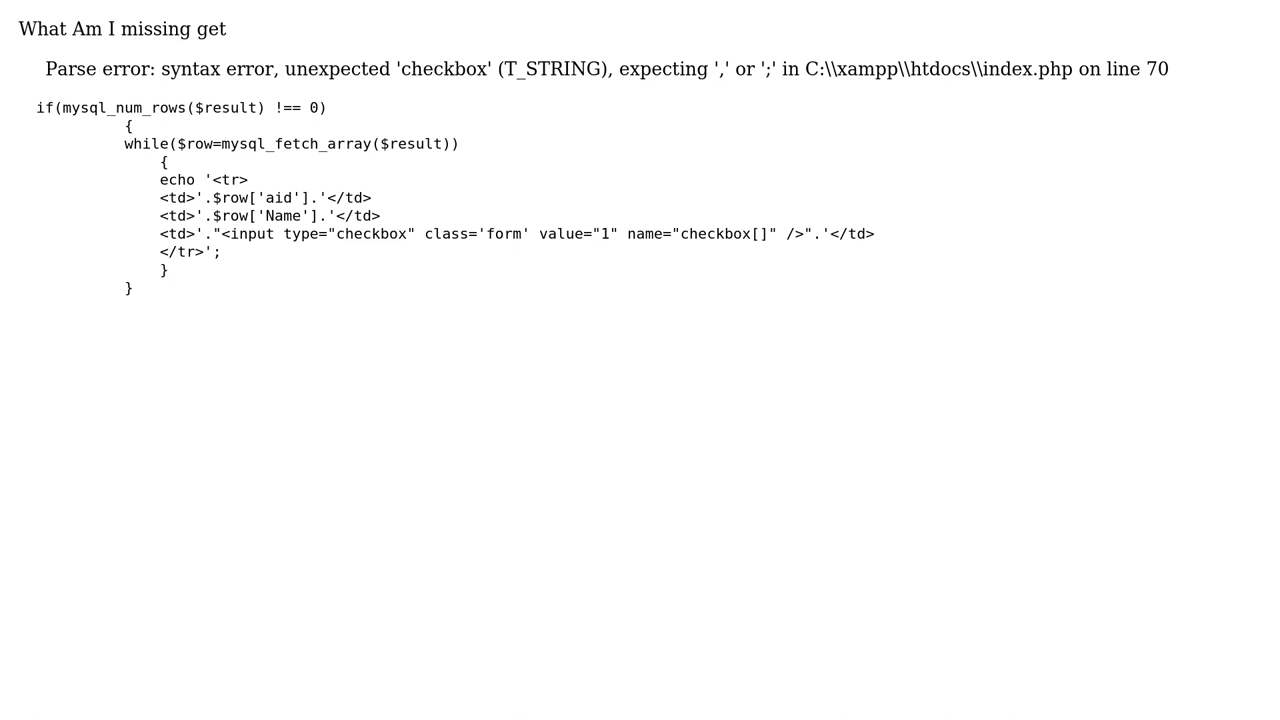 What Am I missing get
Parse error: syntax error, unexpected 'checkbox' (T_STRING), expecting ',' or ';' in C:\\xampp\\htdocs\\index.php on line 70
if(mysql_num_rows($result) !== 0)
{
while($row=mysql_fetch_array($result))
{
echo '<tr>
<td>'.$row['aid'].'</td>
<td>'.$row['Name'].'</td>
<td>'."<input type="checkbox" class='form' value="1" name="checkbox[]" />".'</td>
</tr>';
}
}